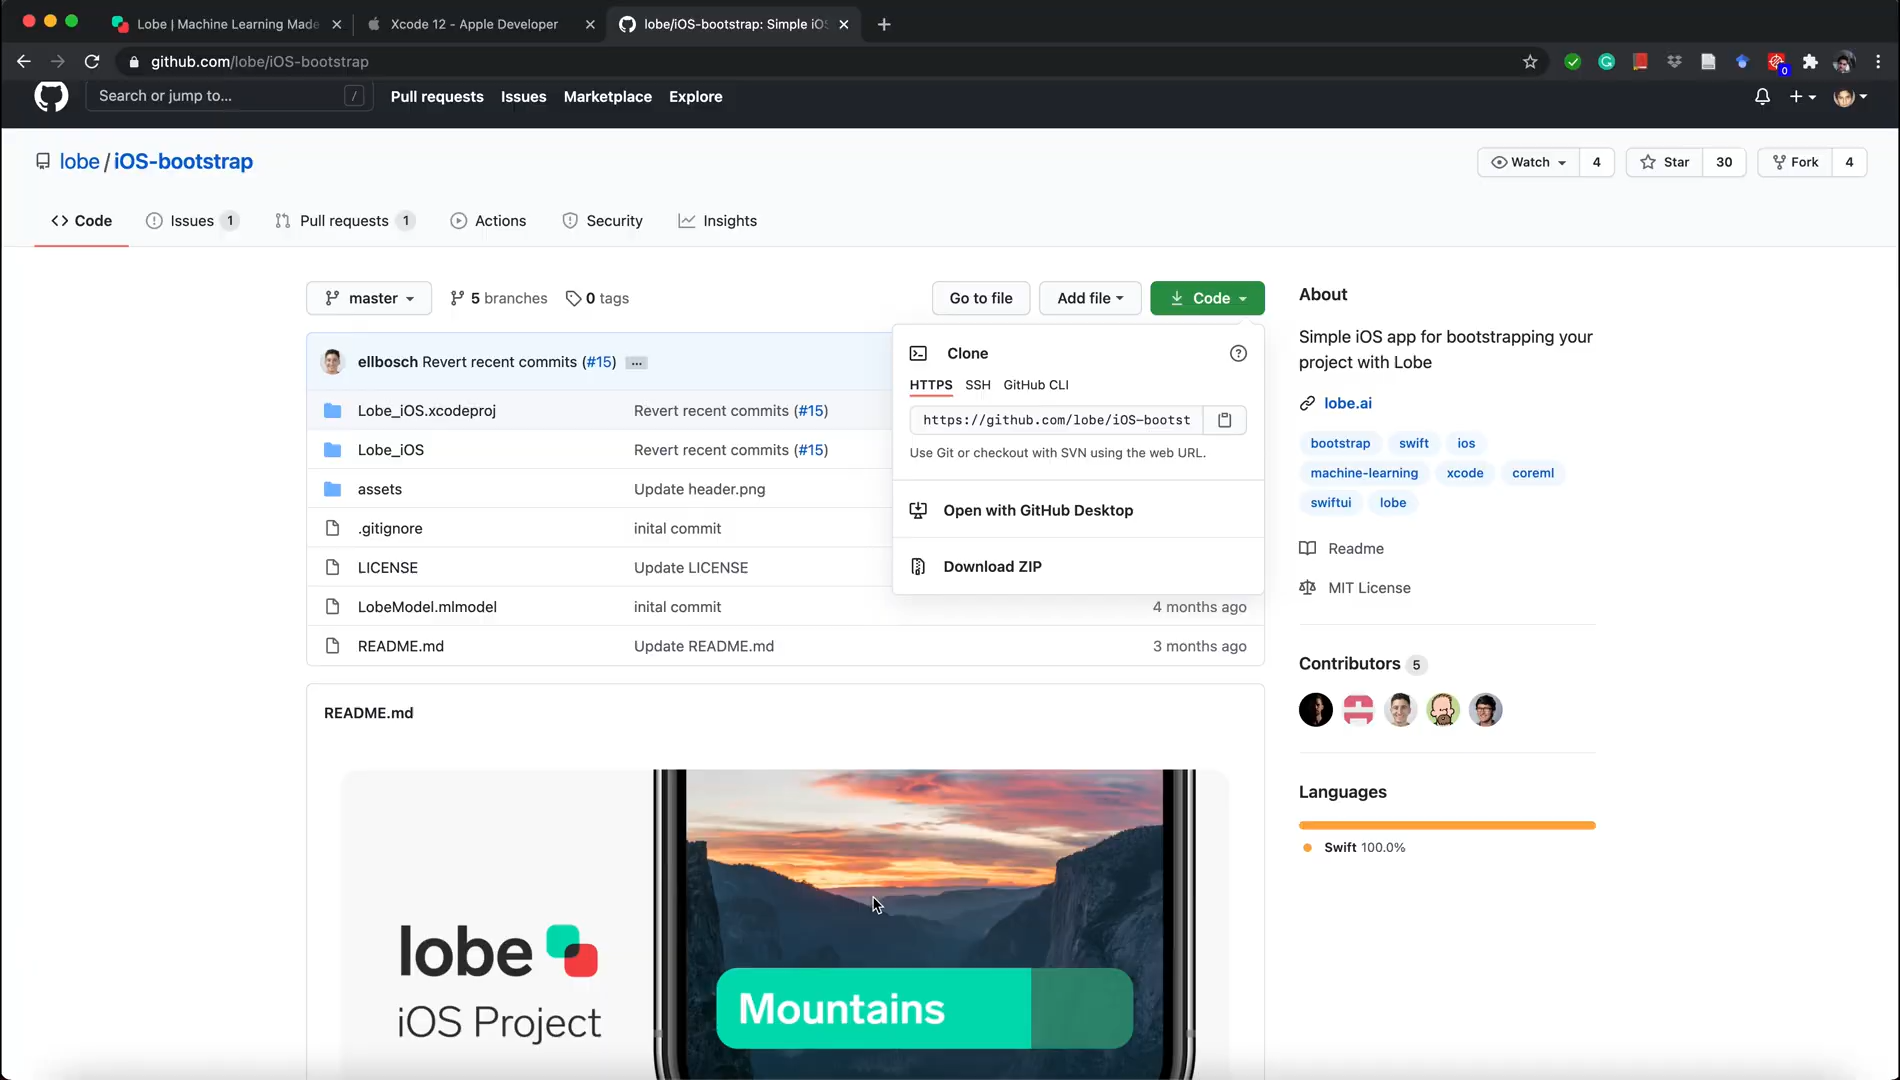 Lobe | Machine Learning Made
Xcode 12 - Apple Developer
lobe/iOS-bootstrap: Simple iOS
github.com/lobe/iOS-bootstrap
0
Search or jump to...
/
Pull requests
Issues
Marketplace
Explore
lobe / iOS-bootstrap
Watch 4
Star 30
Fork 4
Code
Issues 1
Pull requests 1
Actions
Security
Insights
master
5 branches
0 tags
Go to file
Add file
Code
ellbosch Revert recent commits (#15) ...
Lobe_iOS.xcodeproj Revert recent commits (#15)
Lobe_iOS Revert recent commits (#15)
assets Update header.png
.gitignore inital commit
LICENSE Update LICENSE
LobeModel.mlmodel inital commit 4 months ago
README.md Update README.md 3 months ago
Clone
HTTPS SSH GitHub CLI
https://github.com/lobe/iOS-bootst
Use Git or checkout with SVN using the web URL.
Open with GitHub Desktop
Download ZIP
README.md
lobe
iOS Project
Mountains
About
Simple iOS app for bootstrapping your
project with Lobe
lobe.ai
bootstrap swift ios
machine-learning xcode coreml
swiftui lobe
Readme
MIT License
Contributors 5
Languages
Swift 100.0%